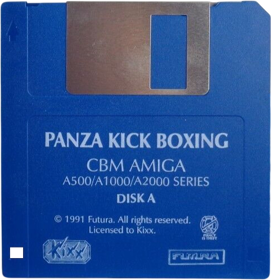 PANZA KICK BOXING
CBM AMIGA
A500/A1000/A2000 SERIES
DISK A
© 1991 Futura. All rights reserved.
Licensed to Kixx.
Kixx
FUTURA